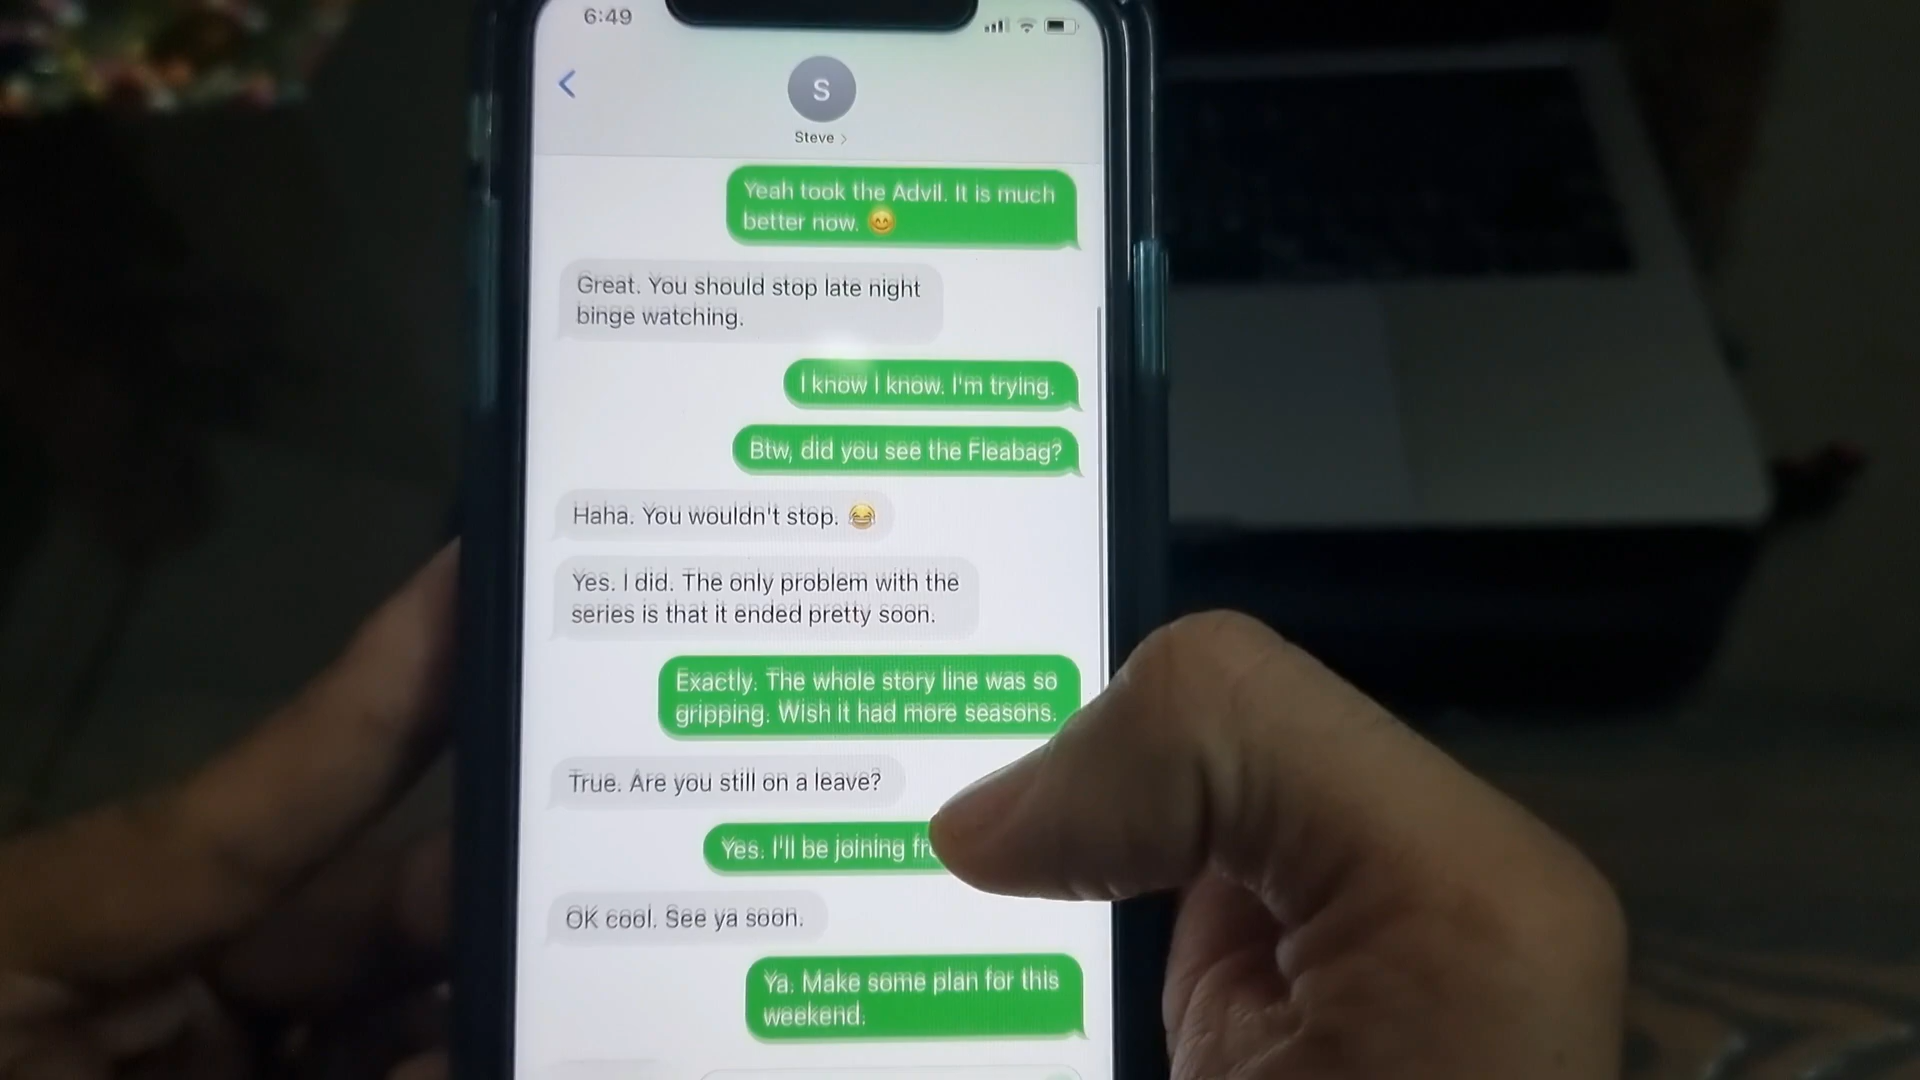 6:49
S
Steve
Yeah took the Advil. It is much
better now. 😊
Great. You should stop late night
binge watching.
I know I know. I'm trying.
Btw, did you see the Fleabag?
Haha. You wouldn't stop. 😂
Yes. I did. The only problem with the
series is that it ended pretty soon.
Exactly. The whole story line was so
gripping. Wish it had more seasons.
True. Are you still on a leave?
Yes. I'll be joining
OK cool. See ya soon.
Ya. Make some plan for this
weekend.